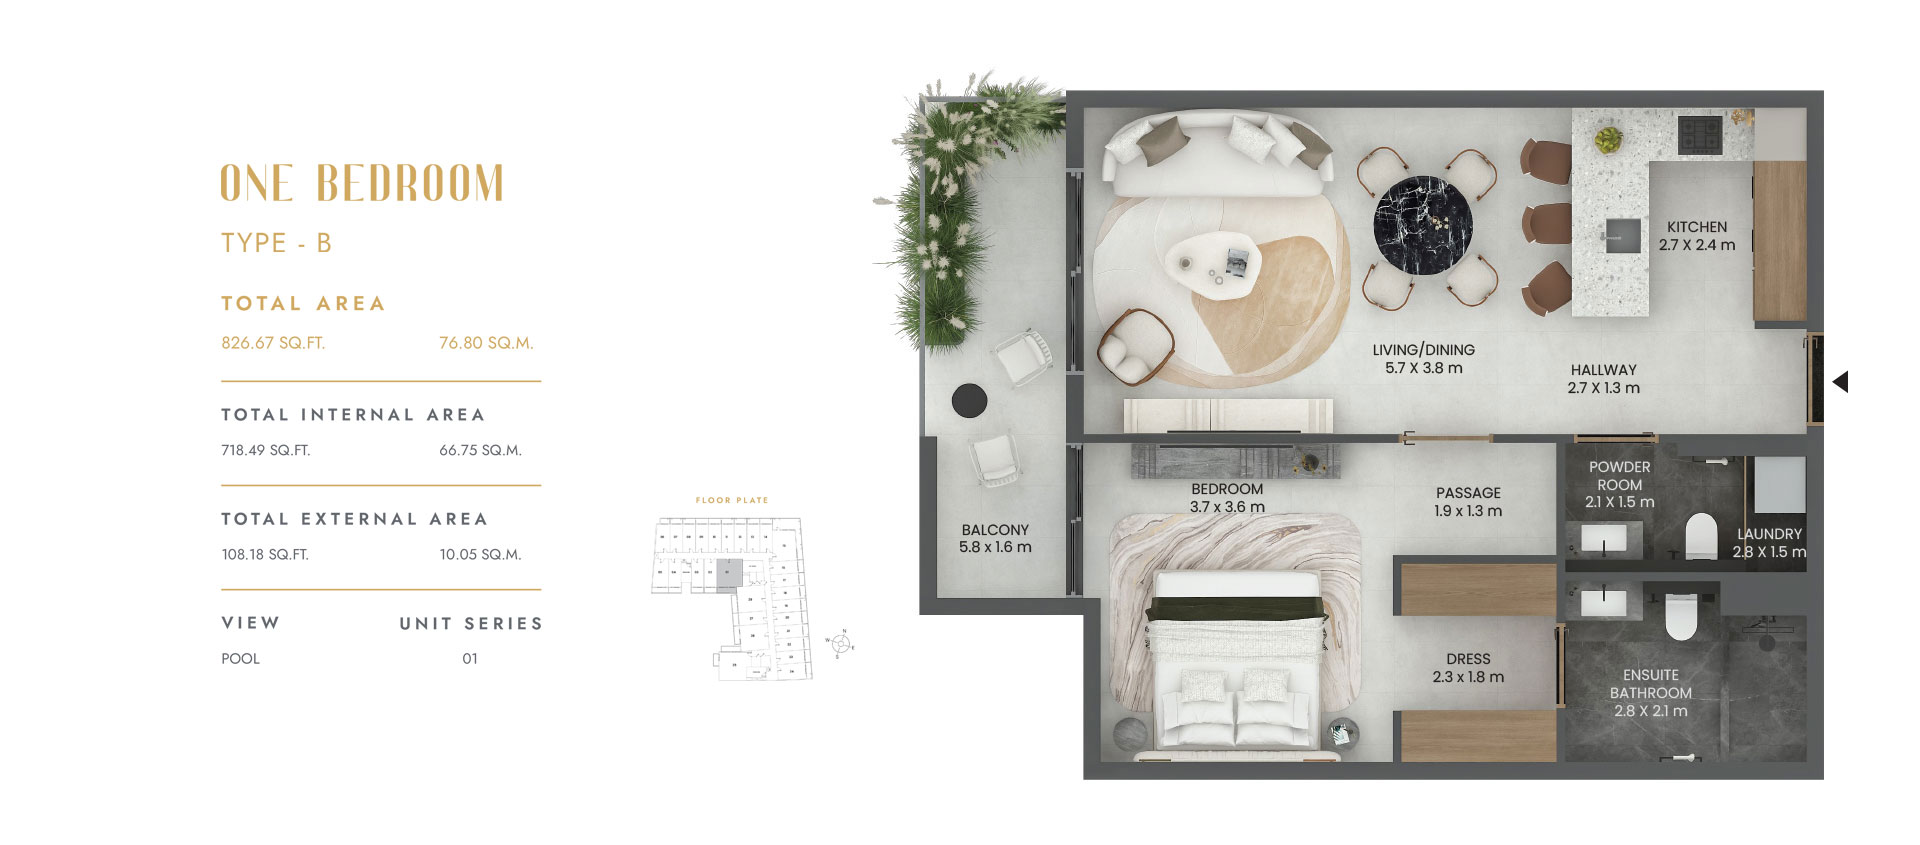 ONE BEDROOM
TYPE - B
TOTAL AREA
826.67 SQ.FT. 76.80 SQ.M.
TOTAL INTERNAL AREA
718.49 SQ.FT. 66.75 SQ.M.
TOTAL EXTERNAL AREA
108.18 SQ.FT. 10.05 SQ.M.
VIEW UNIT SERIES
POOL 01
FLOOR PLATE
N
W E
S
KITCHEN
2.7 X 2.4 m
LIVING/DINING
5.7 X 3.8 m
HALLWAY
2.7 X 1.3 m
BALCONY
5.8 x 1.6 m
BEDROOM
3.7 x 3.6 m
PASSAGE
1.9 x 1.3 m
POWDER
ROOM
2.1 X 1.5 m
LAUNDRY
2.8 X 1.5 m
DRESS
2.3 x 1.8 m
ENSUITE
BATHROOM
2.8 X 2.1 m